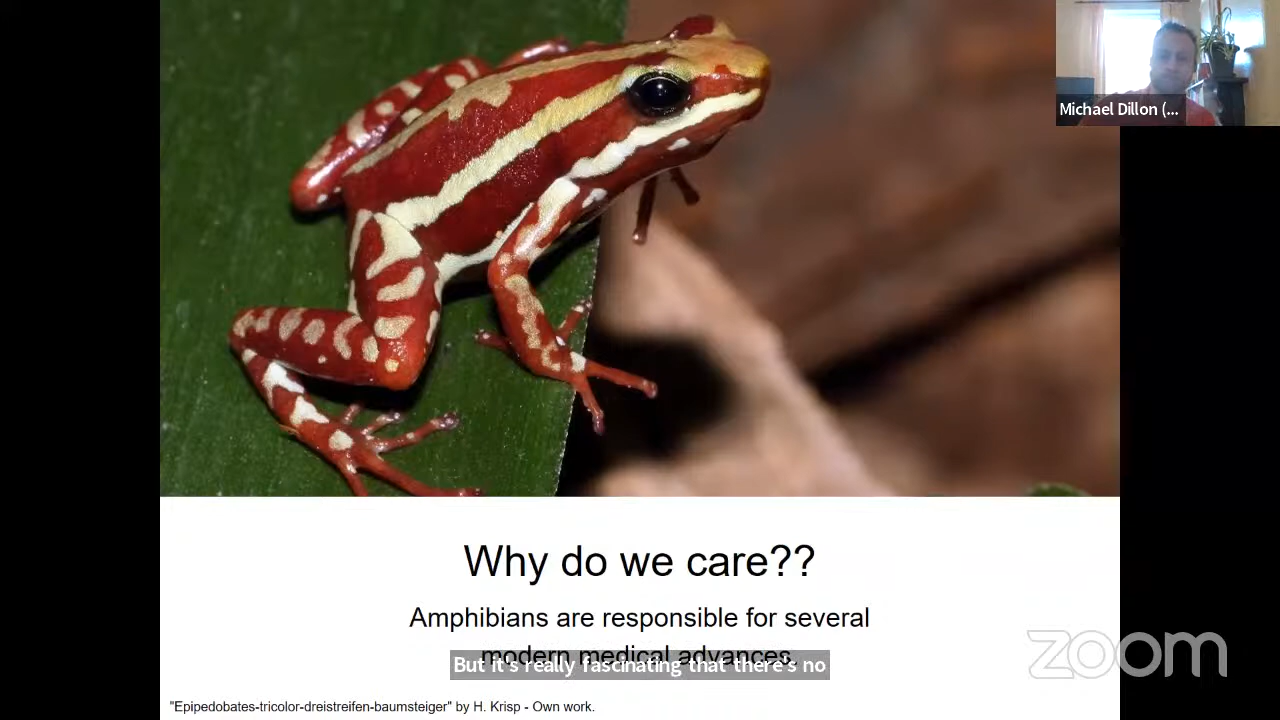 Michael Dillon (...
Why do we care??
Amphibians are responsible for several
modern medical advances.
But it's really fascinating that there's no
zoom
"Epipedobates-tricolor-dreistreifen-baumsteiger" by H. Krisp - Own work.